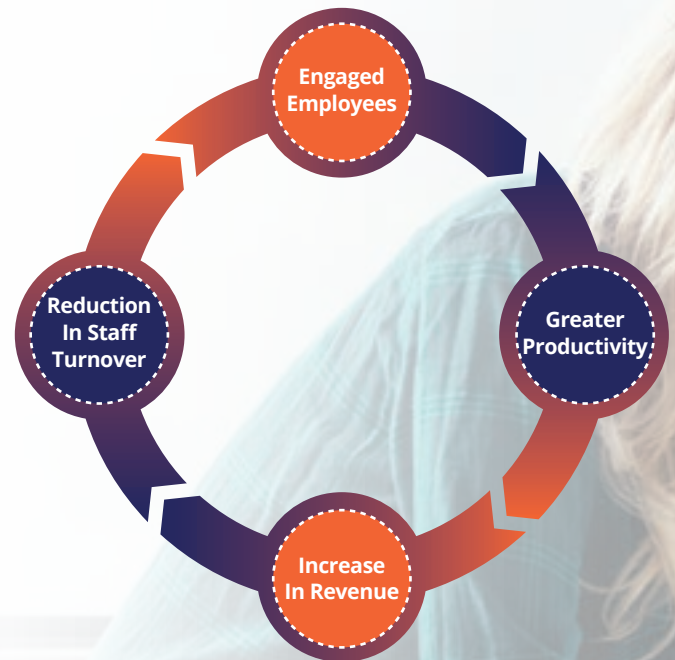 Engaged
Employees
Greater
Productivity
Increase
In Revenue
Reduction
In Staff
Turnover